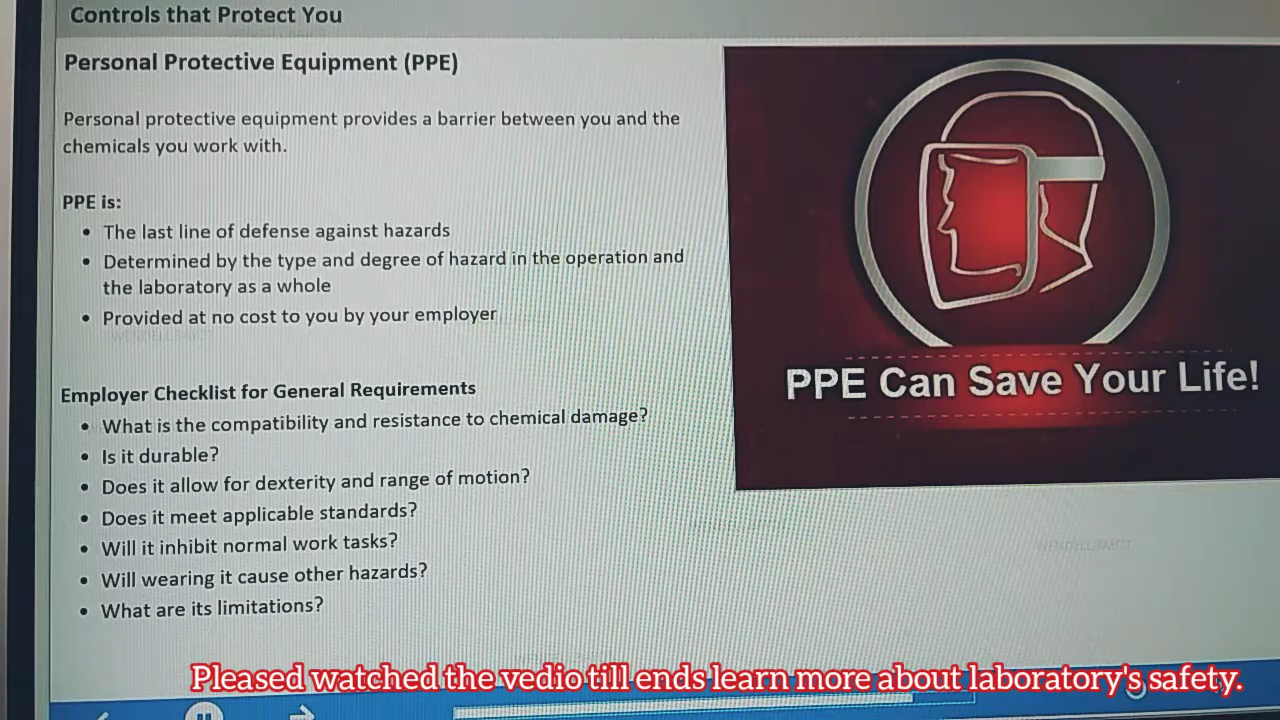 Controls that Protect You
Personal Protective Equipment (PPE)
Personal protective equipment provides a barrier between you and the
chemicals you work with.
PPE is:
• The last line of defense against hazards
• Determined by the type and degree of hazard in the operation and
the laboratory as a whole
• Provided at no cost to you by your employer
Employer Checklist for General Requirements
• What is the compatibility and resistance to chemical damage?
• Is it durable?
• Does it allow for dexterity and range of motion?
• Does it meet applicable standards?
• Will it inhibit normal work tasks?
• Will wearing it cause other hazards?
• What are its limitations?
PPE Can Save Your Life!
Pleased watched the vedio till ends learn more about laboratory's safety.